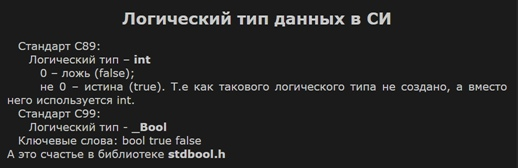 Логический тип данных в СИ
Стандарт С89:
Логический тип – int
0 – ложь (false);
не 0 – истина (true). Т.е как такового логического типа не создано, а вместо
него используется int.
Стандарт С99:
Логический тип - _Bool
Ключевые слова: bool true false
А это счастье в библиотеке stdbool.h